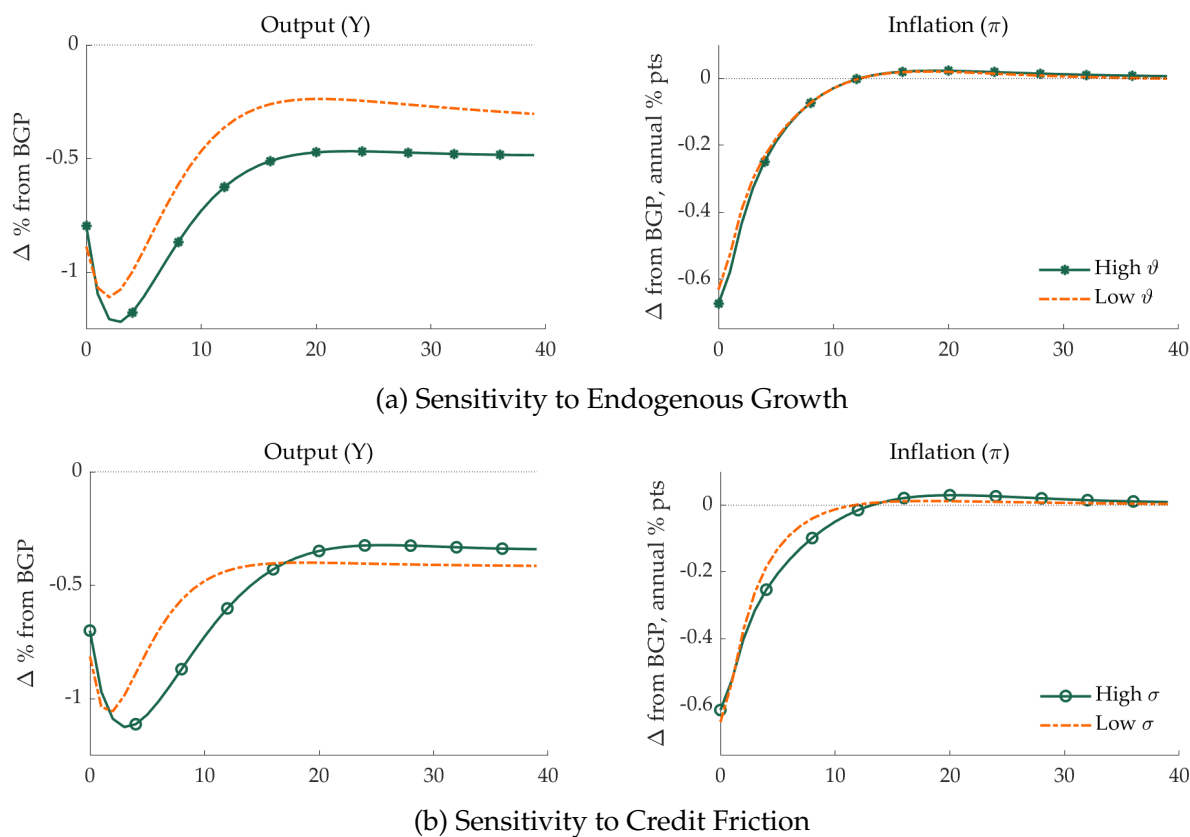 Output (Y)
Δ % from BGP
0
-0.5
-1
0 10 20 30 40
Inflation (π)
Δ from BGP, annual % pts
0
-0.2
-0.4
-0.6
High ϑ
Low ϑ
0 10 20 30 40
(a) Sensitivity to Endogenous Growth
Output (Y)
Δ % from BGP
0
-0.5
-1
0 10 20 30 40
Inflation (π)
Δ from BGP, annual % pts
0
-0.2
-0.4
-0.6
High σ
Low σ
0 10 20 30 40
(b) Sensitivity to Credit Friction